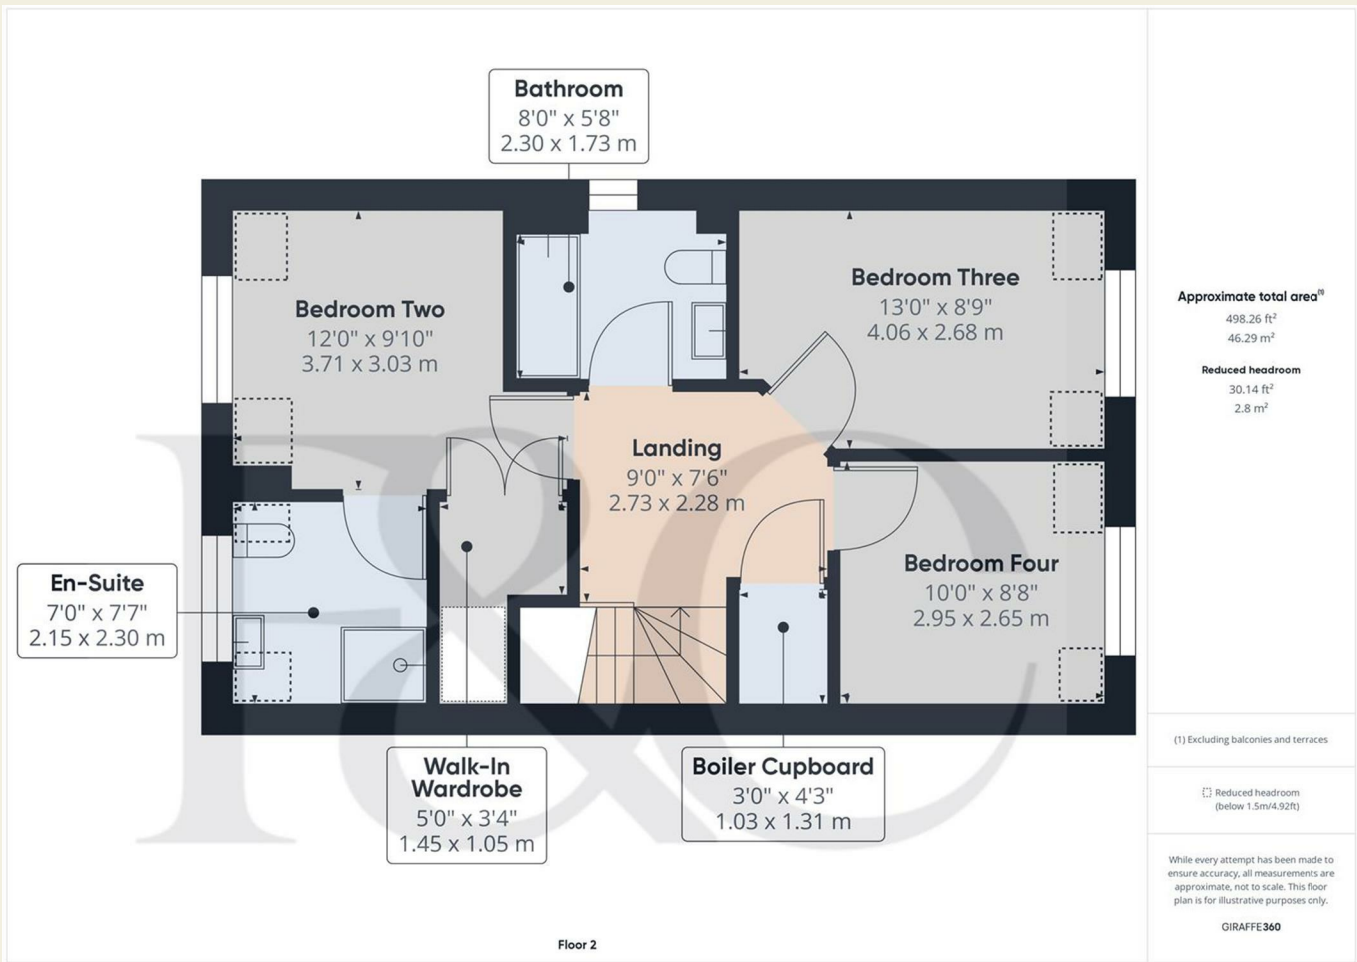 Bathroom
8'0" x 5'8"
2.30 x 1.73 m
Bedroom Two
12'0" x 9'10"
3.71 x 3.03 m
Bedroom Three
13'0" x 8'9"
4.06 x 2.68 m
Landing
9'0" x 7'6"
2.73 x 2.28 m
Bedroom Four
10'0" x 8'8"
2.95 x 2.65 m
En-Suite
7'0" x 7'7"
2.15 x 2.30 m
Walk-In
Wardrobe
5'0" x 3'4"
1.45 x 1.05 m
Boiler Cupboard
3'0" x 4'3"
1.03 x 1.31 m
F&C
Floor 2
Approximate total area⁽¹⁾
498.26 ft²
46.29 m²
Reduced headroom
30.14 ft²
2.8 m²
(1) Excluding balconies and terraces
Reduced headroom
(below 1.5m/4.92ft)
While every attempt has been made to
ensure accuracy, all measurements are
approximate, not to scale. This floor
plan is for illustrative purposes only.
GIRAFFE360